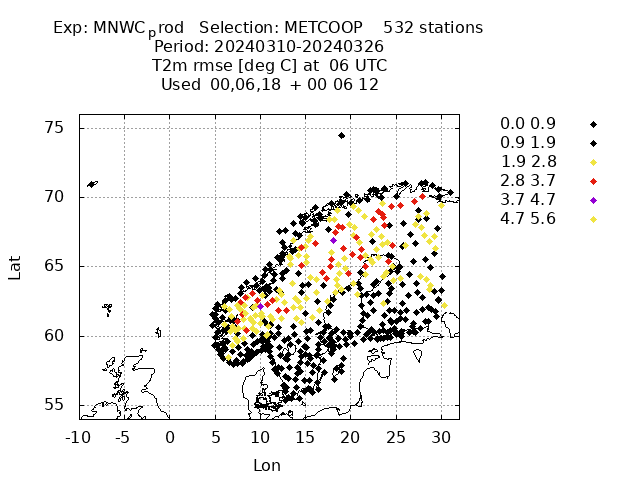 Exp: MNWCprod Selection: METCOOP 532 stations
Period: 20240310-20240326
T2m rmse [deg C] at 06 UTC
Used 00,06,18 + 00 06 12
75
70
65
60
55
-10 -5 0 5 10 15 20 25 30
Lat
Lon
0.0 0.9
0.9 1.9
1.9 2.8
2.8 3.7
3.7 4.7
4.7 5.6